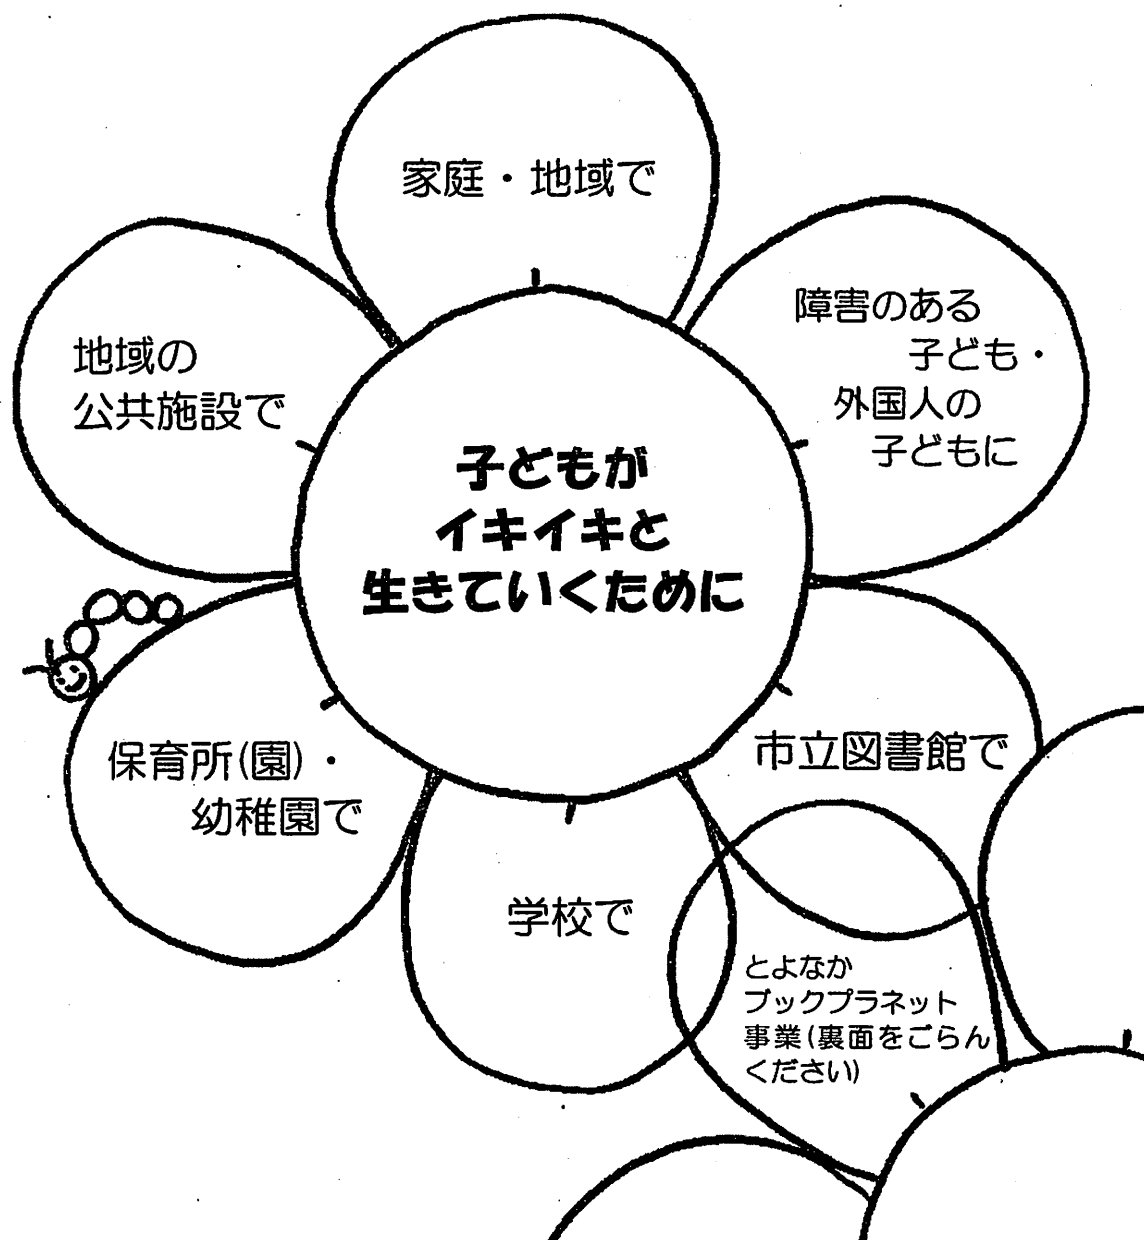 家庭・地域で
障害のある
子ども・
外国人の
子どもに
地域の
公共施設で
子どもが
イキイキと
生きていくために
市立図書館で
保育所(園)・
幼稚園で
学校で
とよなか
ブックプラネット
事業(裏面をごらん
ください)